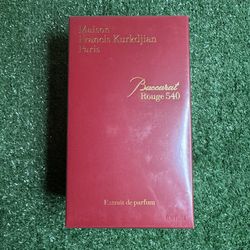 Maison
Francis Kurkdjian
Paris
Baccarat
Rouge 540
Extrait de parfum